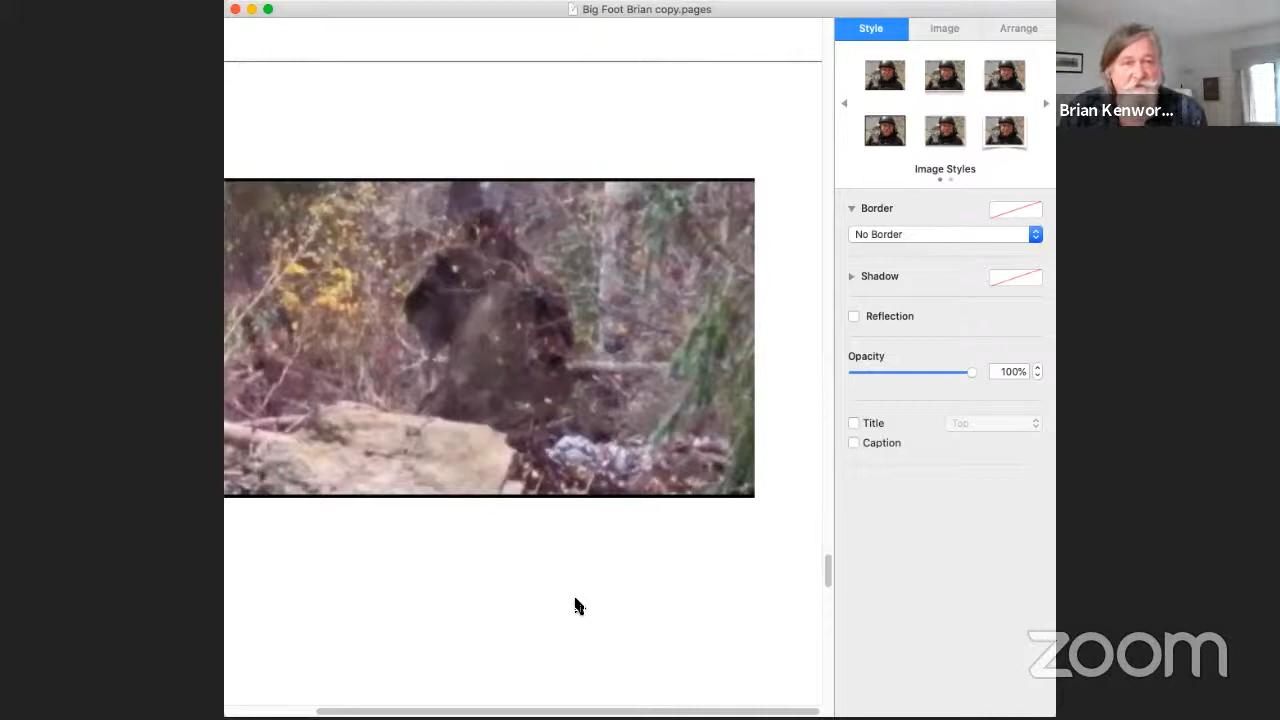 Big Foot Brian copy.pages
Style
Image
Arrange
Image Styles
Border
No Border
Shadow
Reflection
Opacity
100%
Title
Top
Caption
Brian Kenwor...
zoom